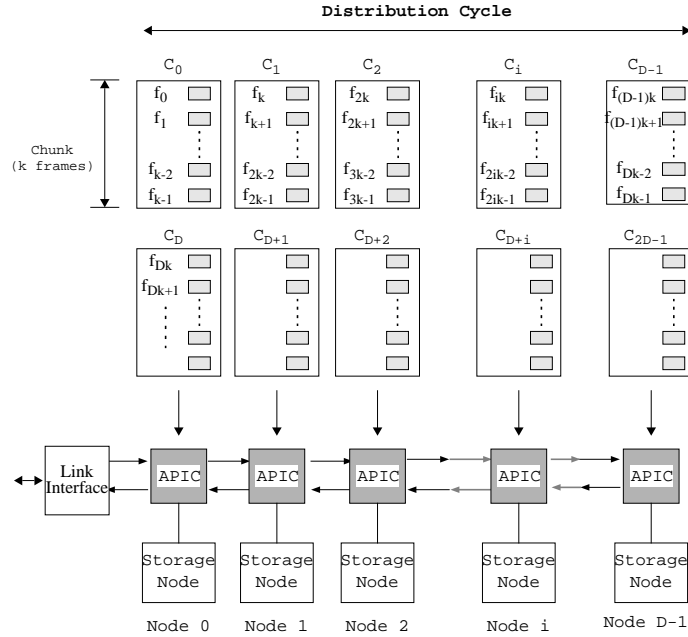 Distribution Cycle
C0 C1 C2 Ci CD-1
Chunk
(k frames)
f0 fk f2k fik f(D-1)k
f1 fk+1 f2k+1 fik+1 f(D-1)k+1
fk-2 f2k-2 f3k-2 f2ik-2 fDk-2
fk-1 f2k-1 f3k-1 f2ik-1 fDk-1
CD CD+1 CD+2 CD+i C2D-1
fDk
fDk+1
Link
Interface
APIC APIC APIC APIC APIC
Storage Node
Storage Node
Storage Node
Storage Node
Storage Node
Node 0 Node 1 Node 2 Node i Node D-1